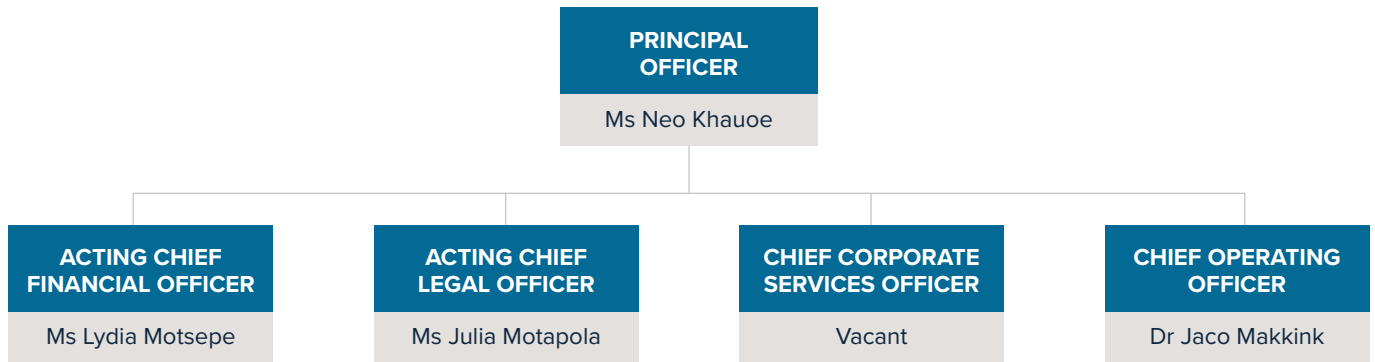 PRINCIPAL
OFFICER
Ms Neo Khauoe
ACTING CHIEF
FINANCIAL OFFICER
Ms Lydia Motsepe
ACTING CHIEF
LEGAL OFFICER
Ms Julia Motapola
CHIEF CORPORATE
SERVICES OFFICER
Vacant
CHIEF OPERATING
OFFICER
Dr Jaco Makkink